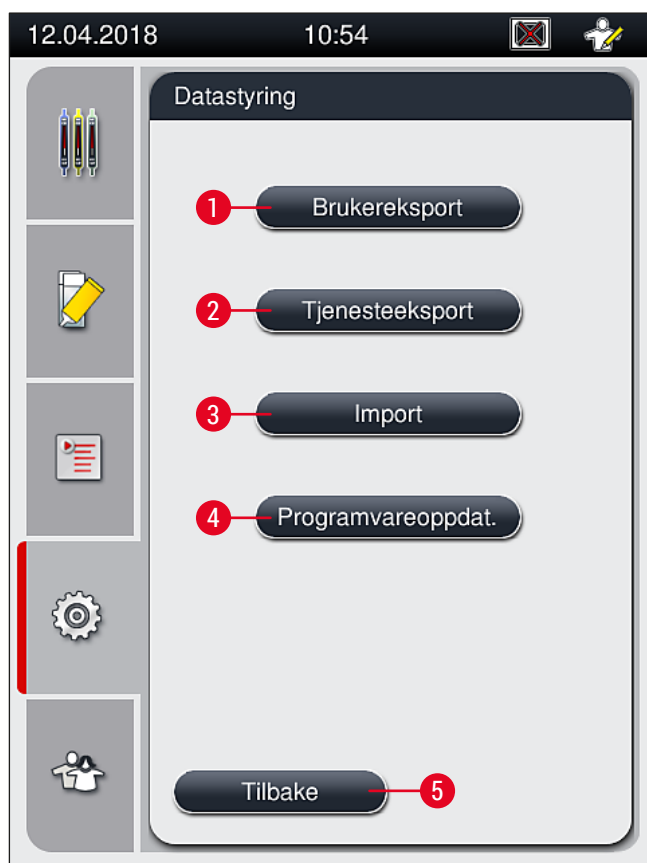 12.04.2018 10:54
Datastyring
1 Brukereksport
2 Tjenesteeksport
3 Import
4 Programvareoppdat.
Tilbake 5